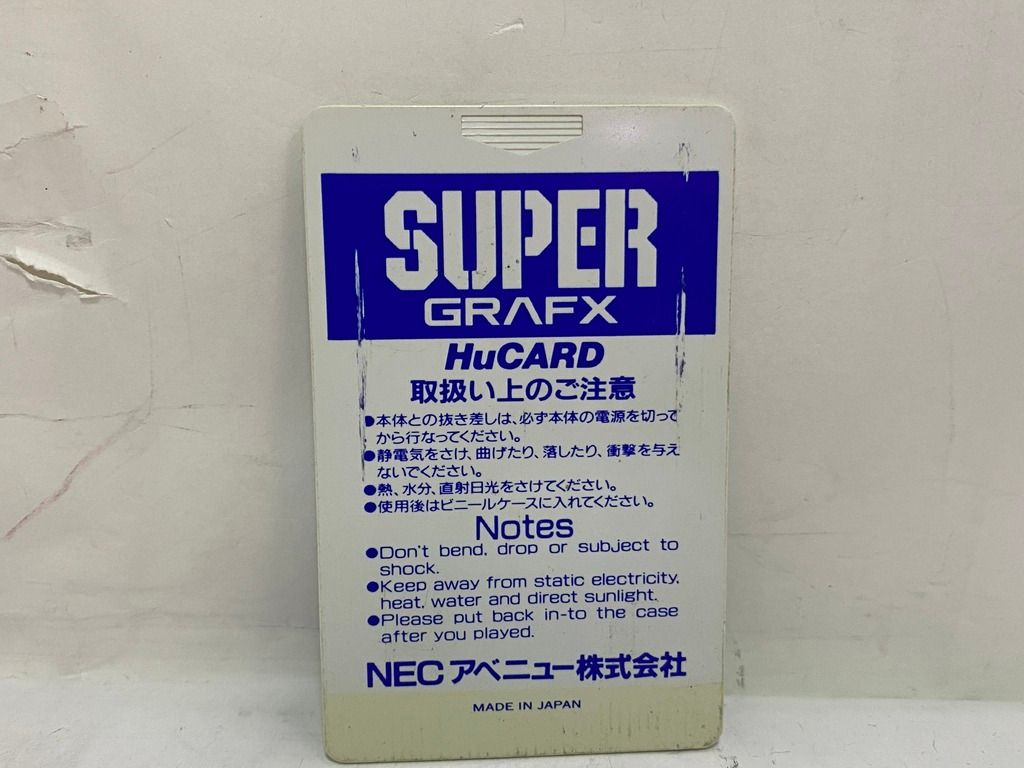 SUPER
GRAFX
HuCARD
取扱い上のご注意
●本体との抜き差しは、必ず本体の電源を切って
から行なってください。
●静電気をさけ、曲げたり、落したり、衝撃を与え
ないでください。
●熱、水分、直射日光をさけてください。
●使用後はビニールケースに入れてください。
Notes
●Don't bend, drop or subject to
shock.
●Keep away from static electricity,
heat, water and direct sunlight.
●Please put back in-to the case
after you played.
NECアベニュー株式会社
MADE IN JAPAN